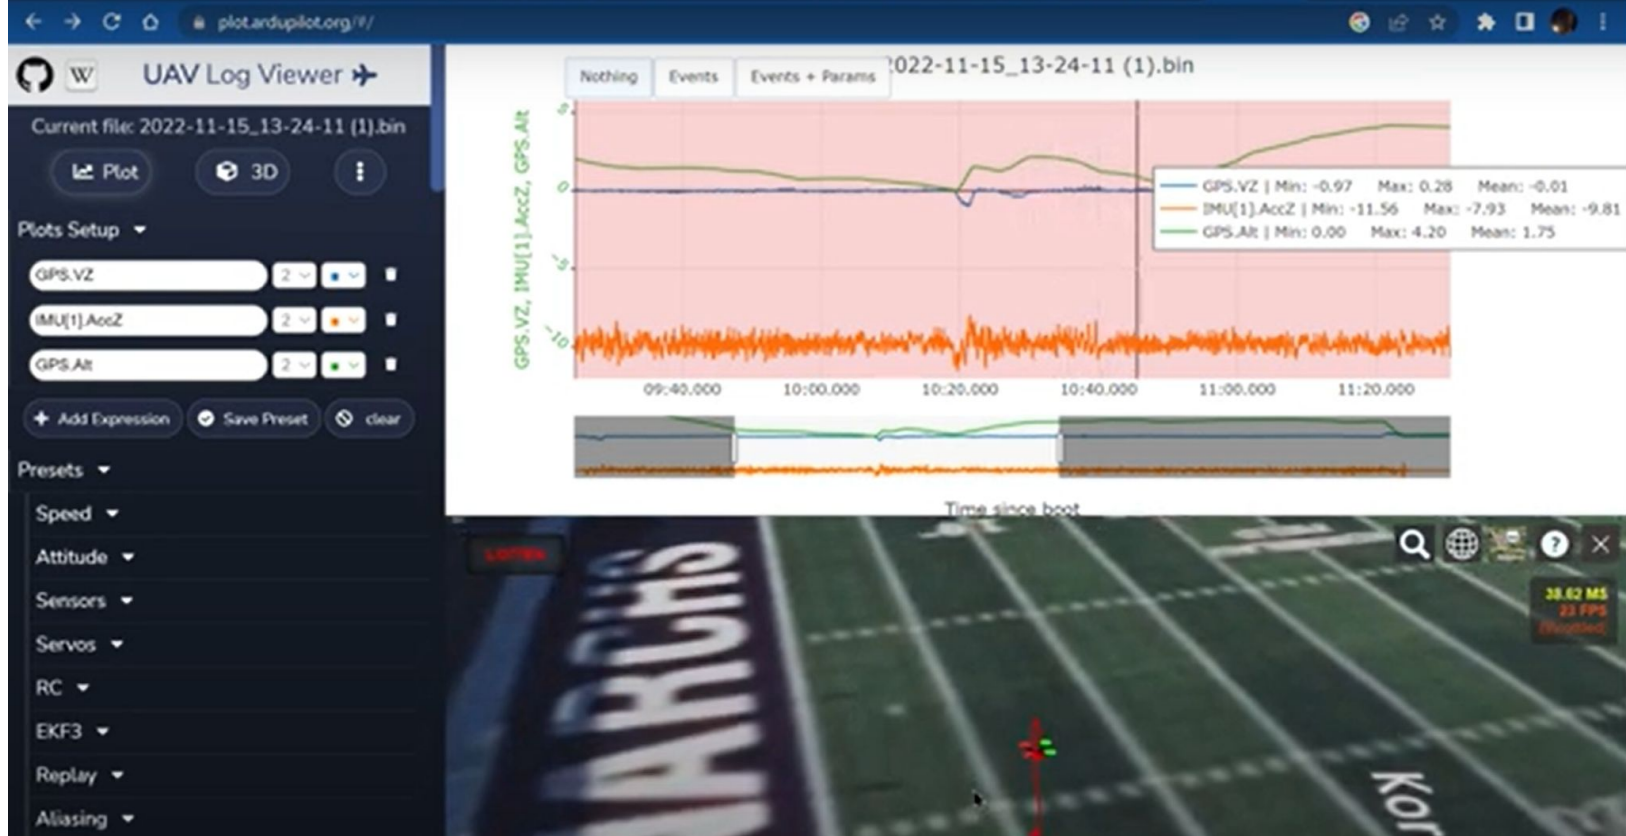 plot.ardupilot.org/#/
W
UAV Log Viewer
Current file: 2022-11-15_13-24-11 (1).bin
Plot
3D
Plots Setup
GPS.VZ
2
IMU[1].AccZ
2
GPS.Alt
2
Add Expression
Save Preset
clear
Presets
Speed
Attitude
Sensors
Servos
RC
EKF3
Replay
Aliasing
Nothing
Events
Events + Params
2022-11-15_13-24-11 (1).bin
GPS.VZ, IMU[1].AccZ, GPS.Alt
5
0
-5
-10
GPS.VZ | Min: -0.97 Max: 0.28 Mean: -0.01
IMU[1].AccZ | Min: -11.56 Max: -7.93 Mean: -9.81
GPS.Alt | Min: 0.00 Max: 4.20 Mean: 1.75
09:40.000
10:00.000
10:20.000
10:40.000
11:00.000
11:20.000
Time since boot
LOITER
?
38.62 MS
23 FPS
(throttled)
ARCHS
Kor